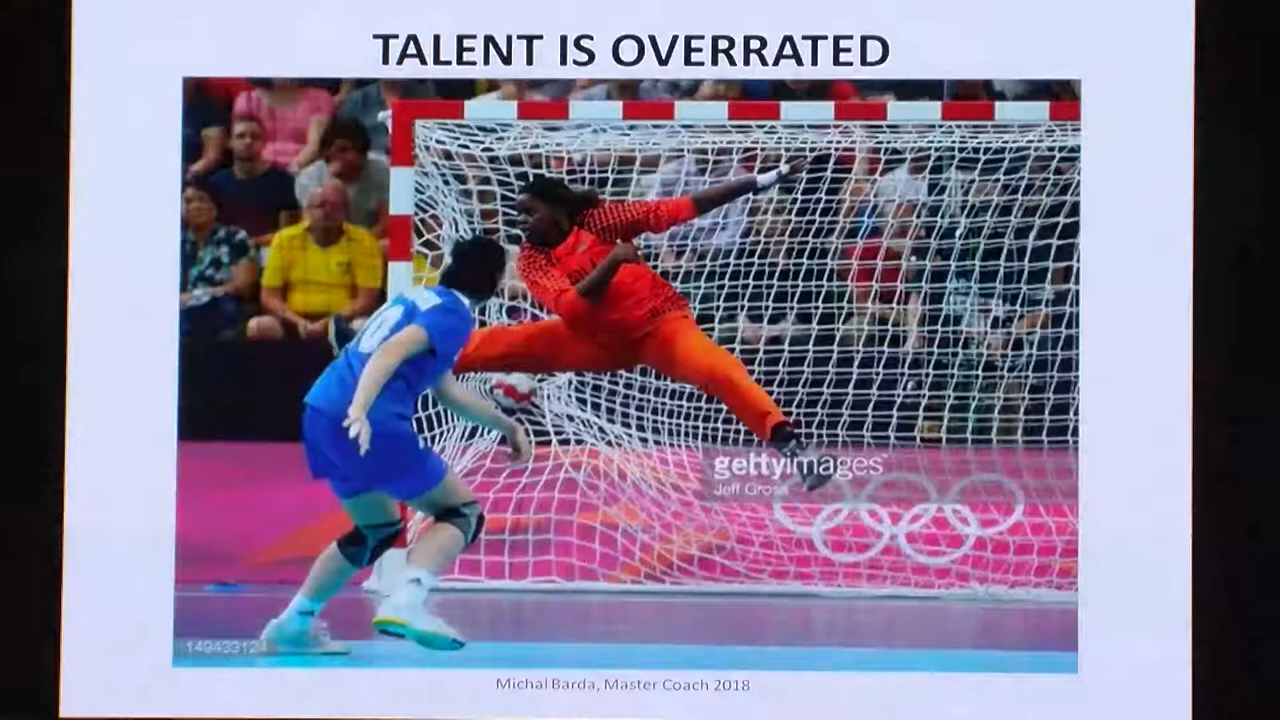 TALENT IS OVERRATED
gettyimages
Jeff Gross
149433124
Michal Barda, Master Coach 2018